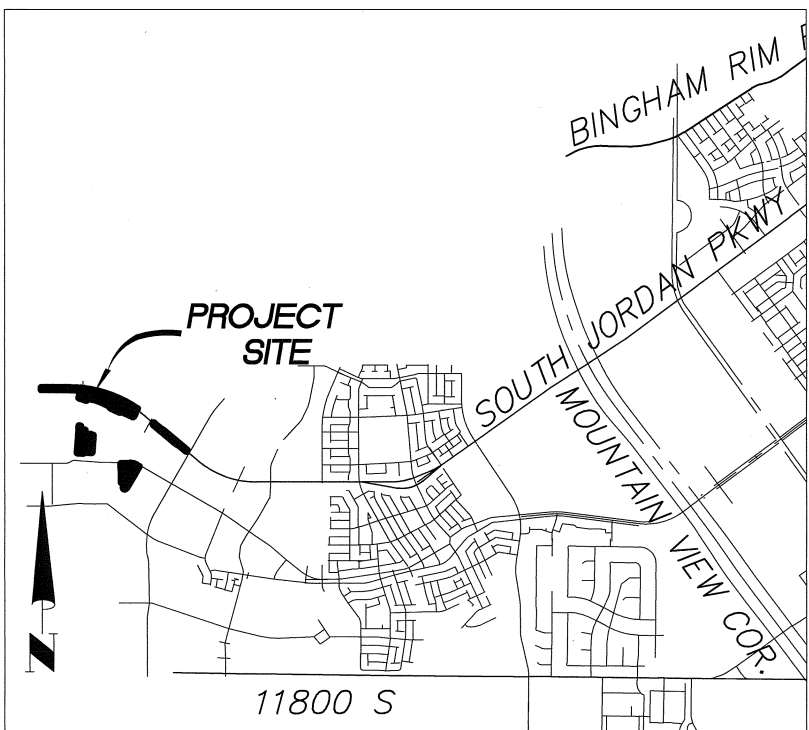 BINGHAM RIM
SOUTH JORDAN PKWY
PROJECT
SITE
MOUNTAIN VIEW COR.
N
11800 S